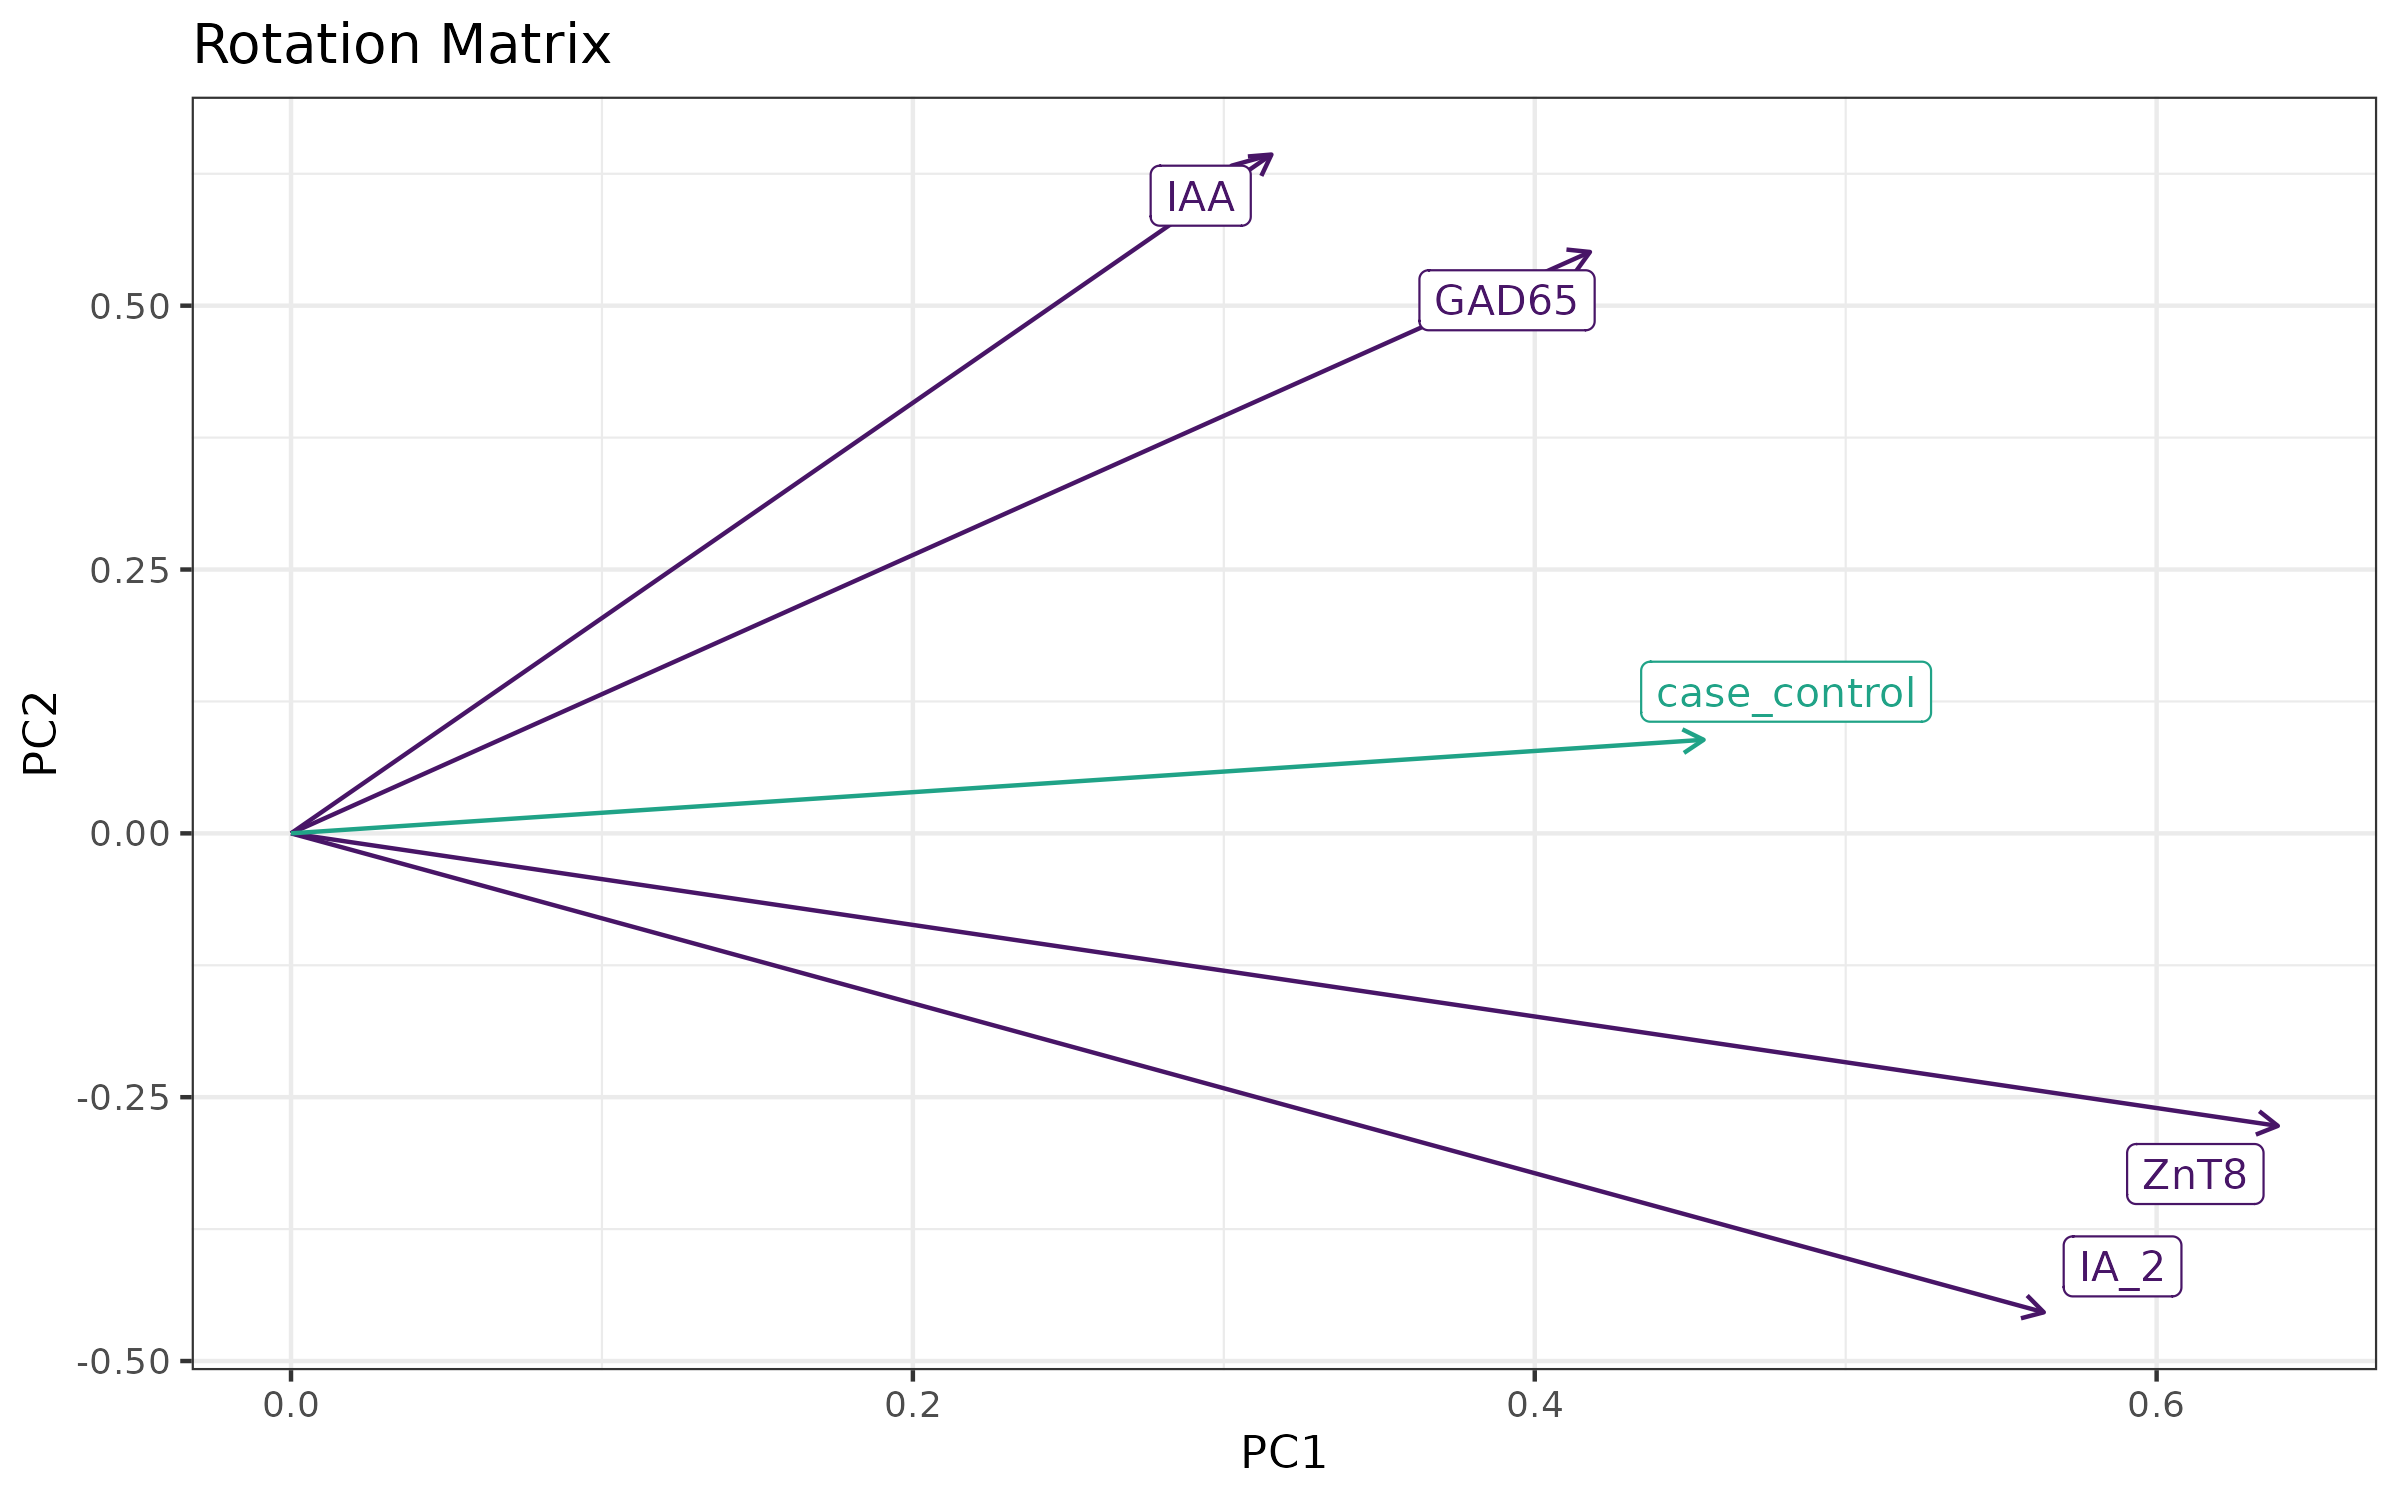 Rotation Matrix
IAA
GAD65
case_control
ZnT8
IA_2
0.50
0.25
0.00
-0.25
-0.50
PC2
0.0
0.2
0.4
0.6
PC1